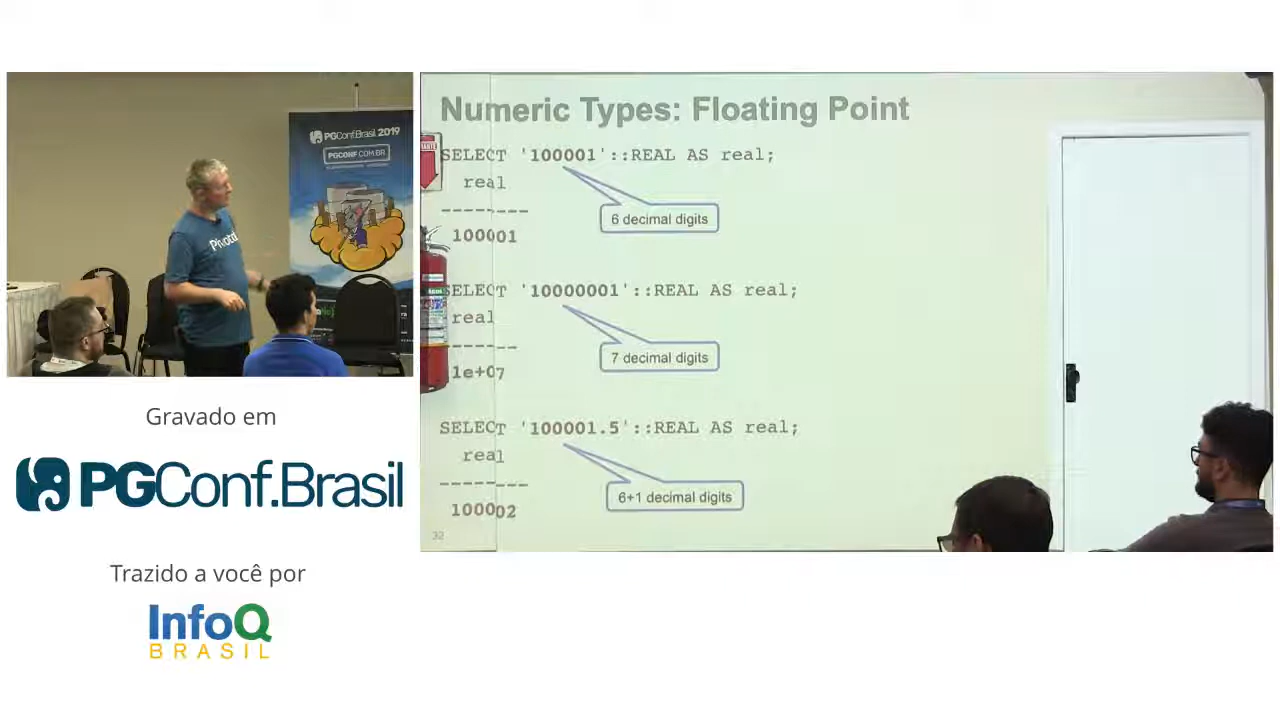 PGConf.Brasil 2019
PGCONF.COM.BR
Pivotal
Gravado em
PGConf.Brasil
Trazido a você por
InfoQ
BRASIL
Numeric Types: Floating Point
SELECT '100001'::REAL AS real;
real
--------
100001
6 decimal digits
SELECT '10000001'::REAL AS real;
real
-------
1e+07
7 decimal digits
SELECT '100001.5'::REAL AS real;
real
--------
100002
6+1 decimal digits
32